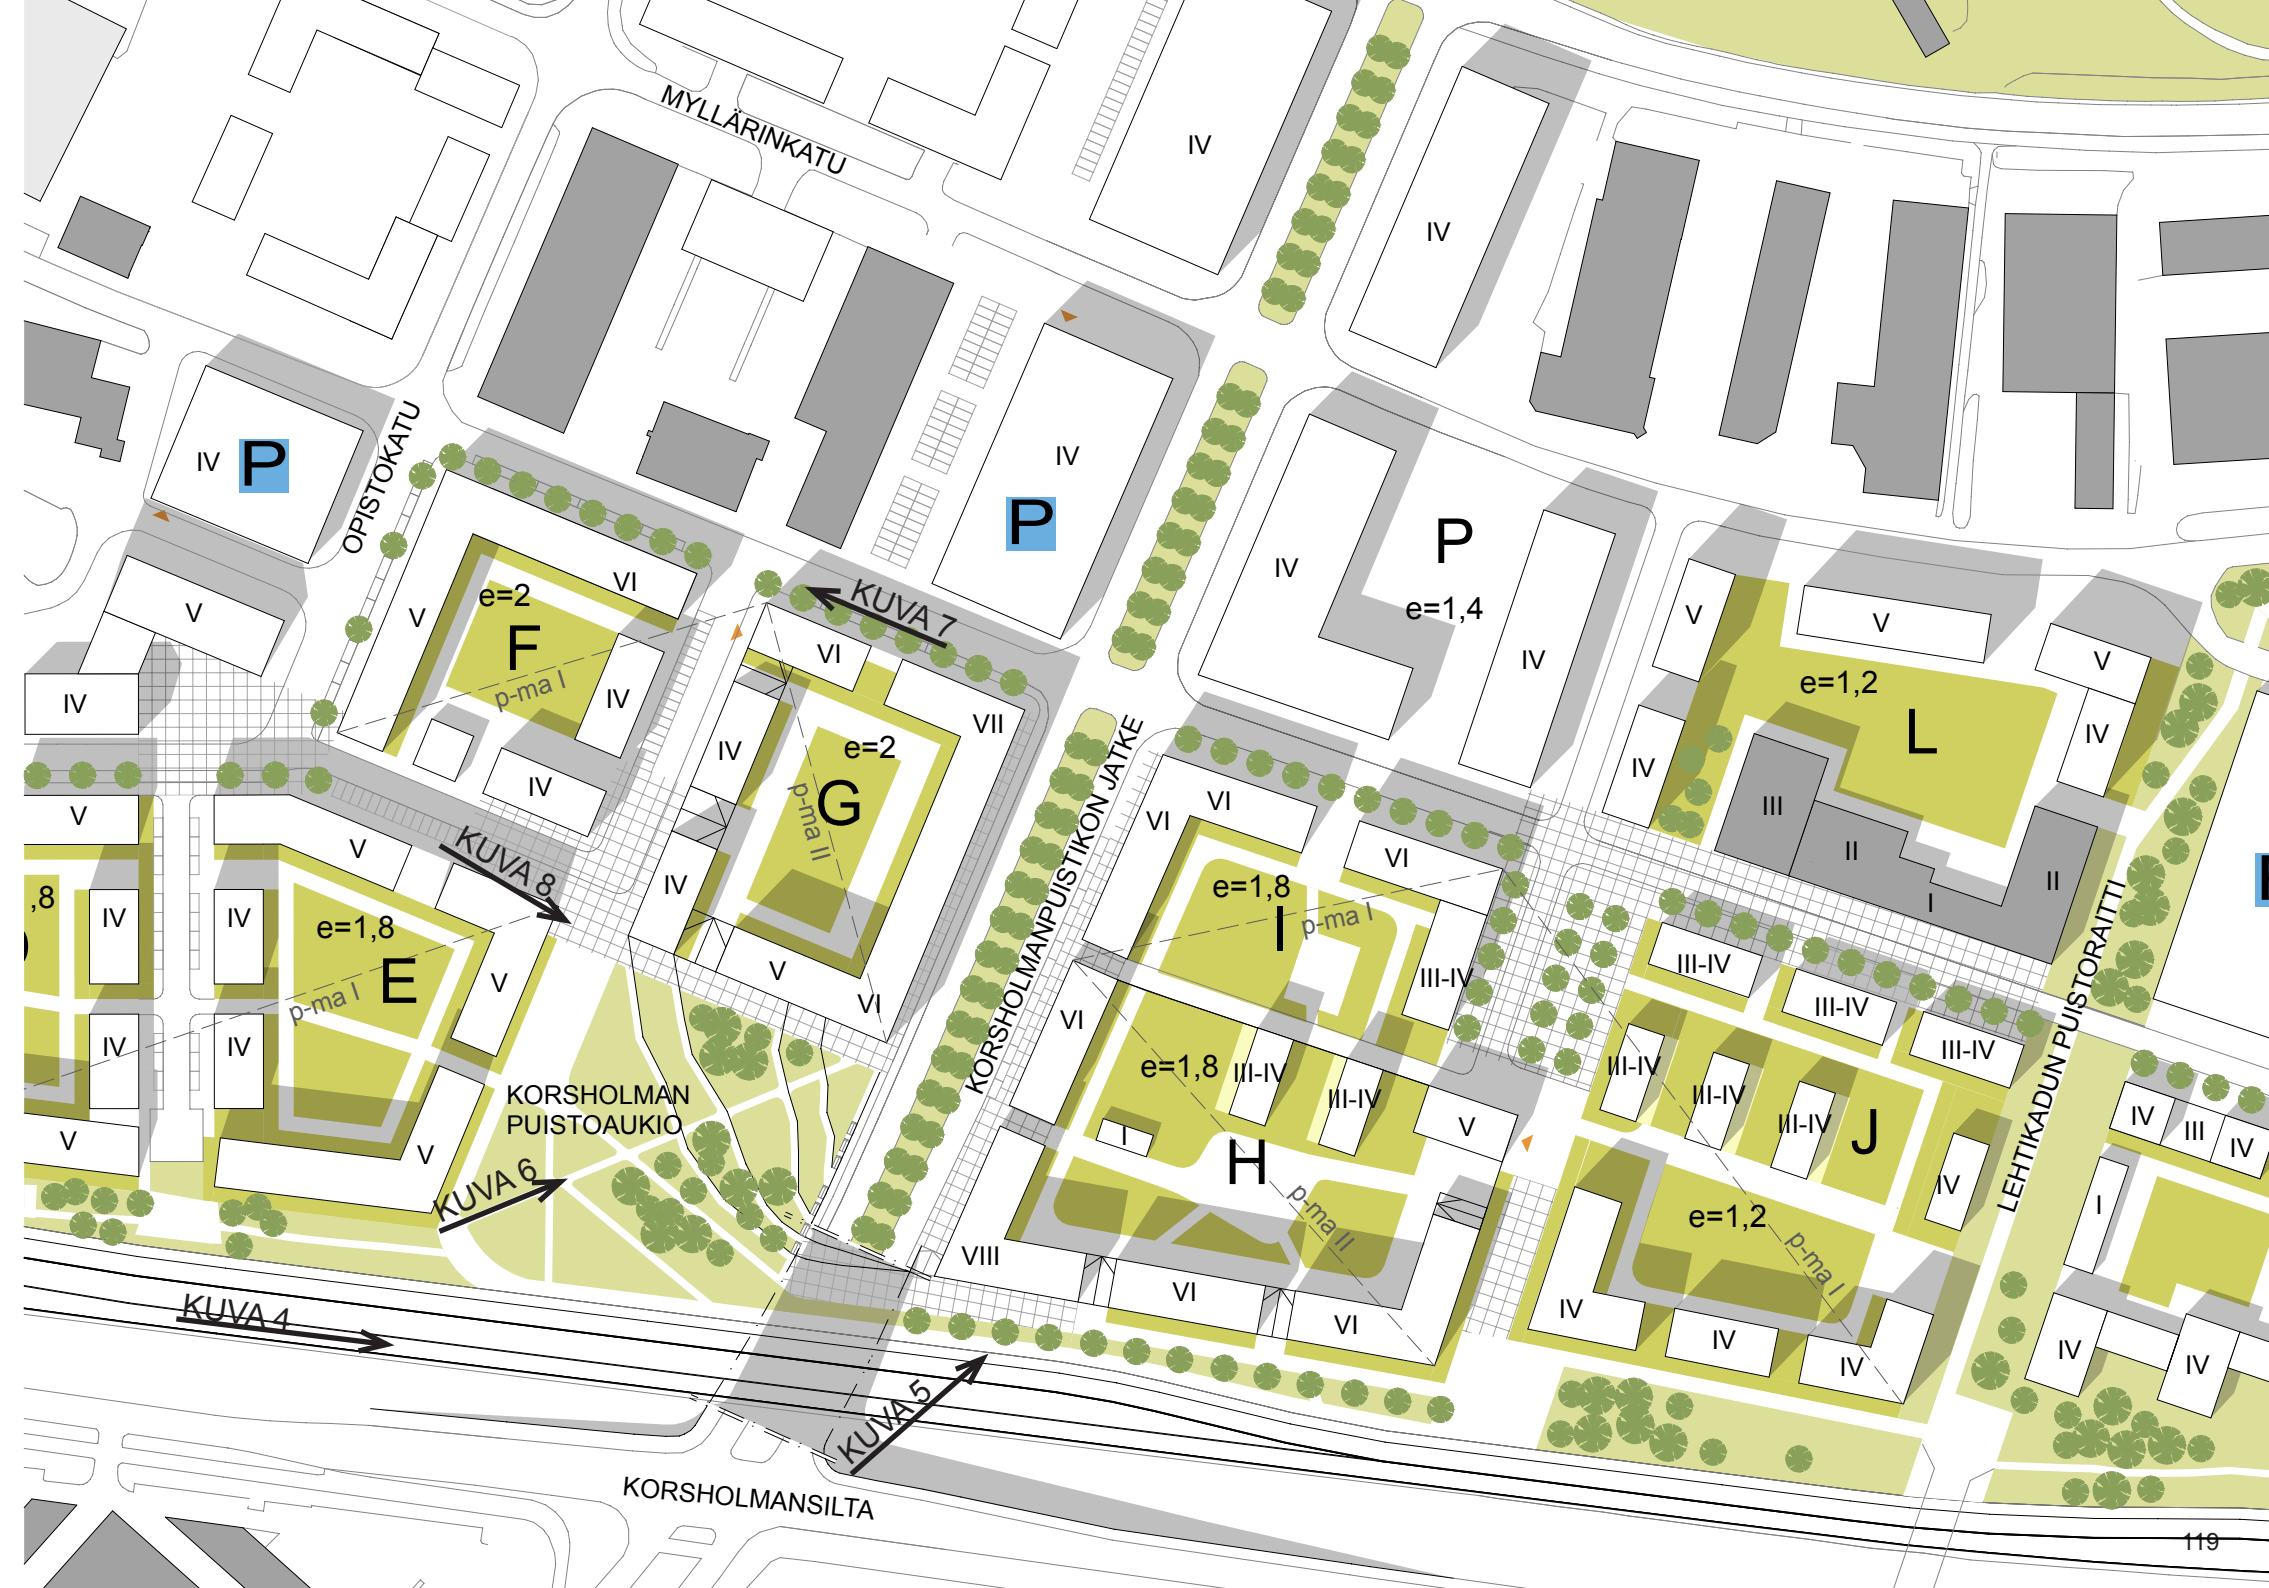 MYLLÄRINKATU
IV
IV
OPISTOKATU
IV
P
IV
P
P
e=1,4
IV
IV
V
IV
V
VI
e=2
F
p-ma I
IV
IV
KUVA 7
VI
VII
IV
e=2
G
p-ma II
IV
V
VI
V
V
e=1,2
L
V
IV
IV
III
II
I
II
V
V
,8
IV
IV
IV
IV
V
e=1,8
E
p-ma I
V
V
KUVA 8
KORSHOLMANPUISTIKON JATKE
VI
VI
VI
e=1,8
I
p-ma I
III-IV
VI
e=1,8
III-IV
III-IV
V
I
H
p-ma II
VIII
VI
VI
III-IV
III-IV
III-IV
III-IV
III-IV
III-IV
J
IV
e=1,2
p-ma I
IV
IV
IV
LEHTIKADUN PUISTORAITTI
IV
III
IV
I
IV
IV
KORSHOLMAN
PUISTOAUKIO
KUVA 6
KUVA 4
KUVA 5
KORSHOLMANSILTA
119